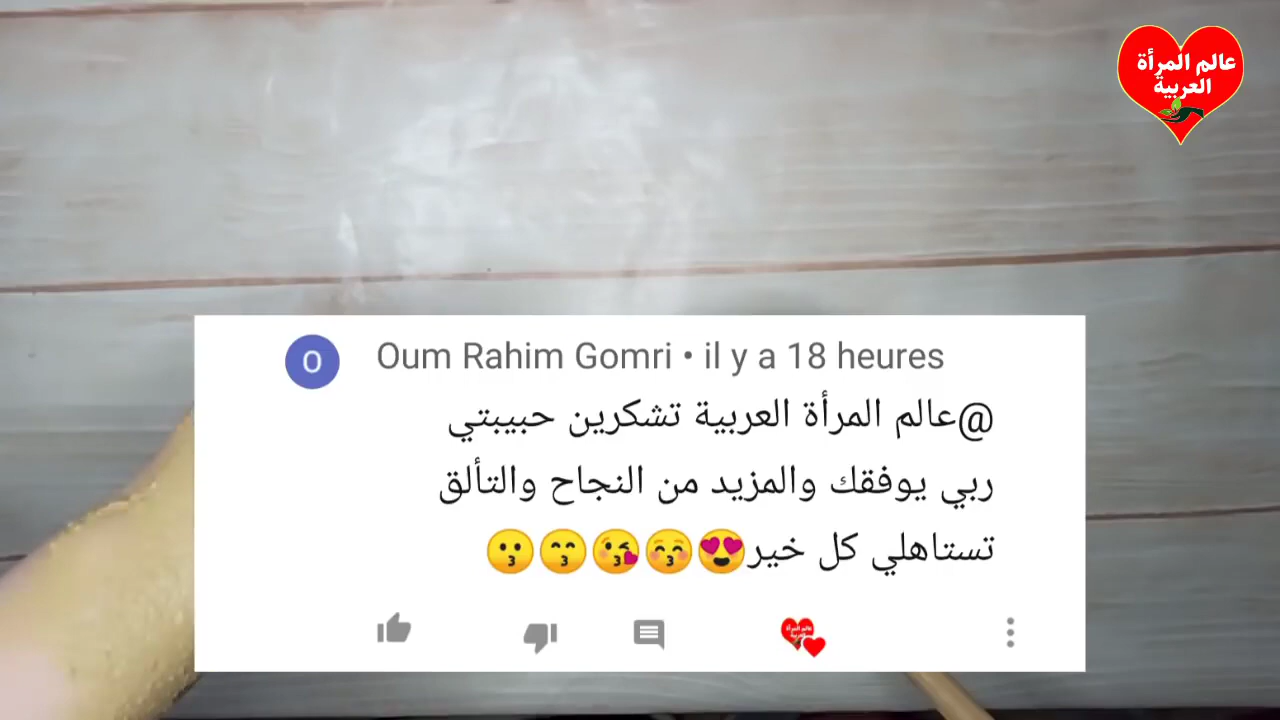 عالم المرأة
العربية
O
Oum Rahim Gomri • il y a 18 heures
@عالم المرأة العربية تشكرين حبيبتي
ربي يوفقك والمزيد من النجاح والتألق
تستاهلي كل خير😍😚😘😙😗